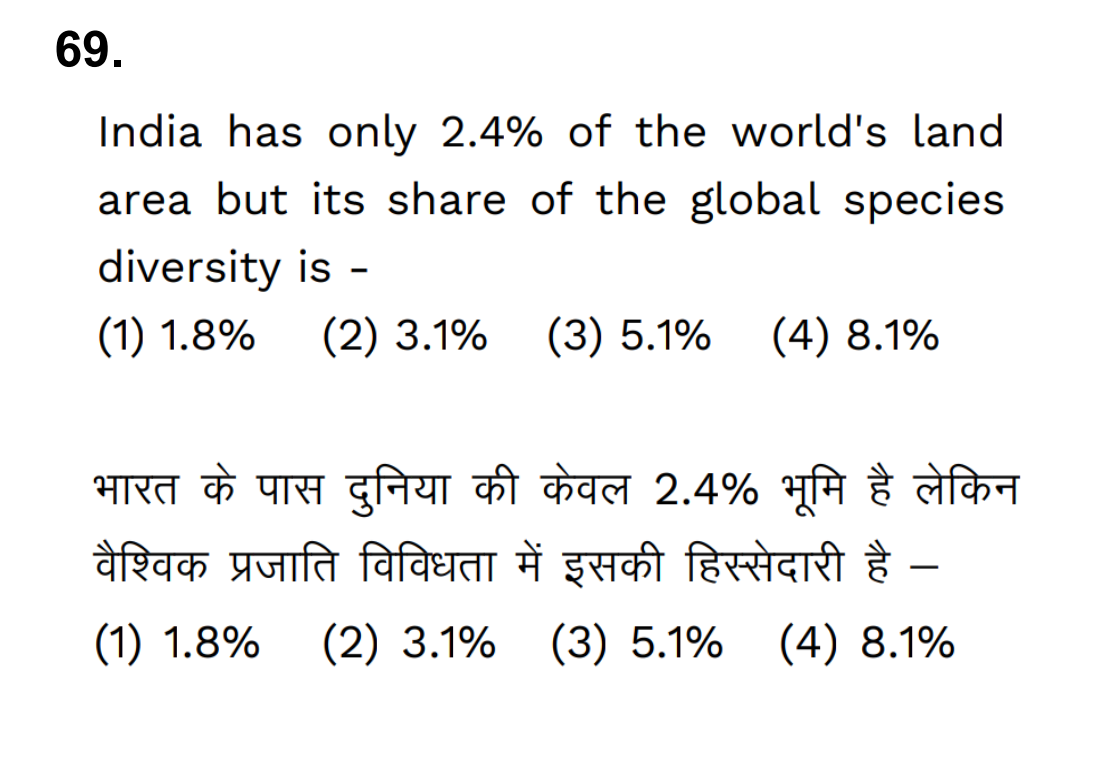 69.
India has only 2.4% of the world's land
area but its share of the global species
diversity is -
(1) 1.8% (2) 3.1% (3) 5.1% (4) 8.1%
भारत के पास दुनिया की केवल 2.4% भूमि है लेकिन
वैश्विक प्रजाति विविधता में इसकी हिस्सेदारी है –
(1) 1.8% (2) 3.1% (3) 5.1% (4) 8.1%